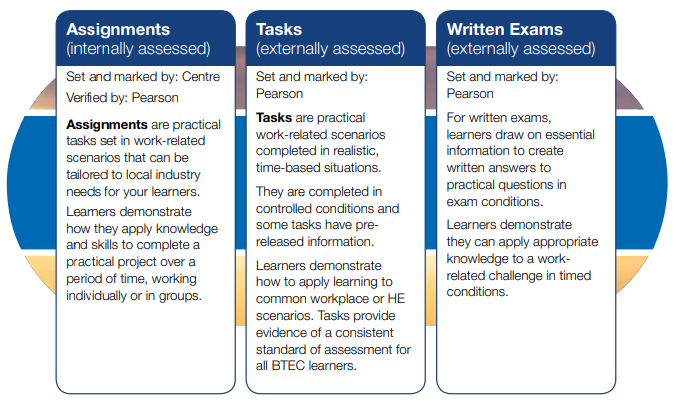 Assignments
(internally assessed)
Set and marked by: Centre
Verified by: Pearson
Assignments are practical
tasks set in work-related
scenarios that can be
tailored to local industry
needs for your learners.
Learners demonstrate
how they apply knowledge
and skills to complete a
practical project over a
period of time, working
individually or in groups.
Tasks
(externally assessed)
Set and marked by:
Pearson
Tasks are practical
work-related scenarios
completed in realistic,
time-based situations.
They are completed in
controlled conditions and
some tasks have pre-
released information.
Learners demonstrate
how to apply learning to
common workplace or HE
scenarios. Tasks provide
evidence of a consistent
standard of assessment for
all BTEC learners.
Written Exams
(externally assessed)
Set and marked by:
Pearson
For written exams,
learners draw on essential
information to create
written answers to
practical questions in
exam conditions.
Learners demonstrate
they can apply appropriate
knowledge to a work-
related challenge in timed
conditions.